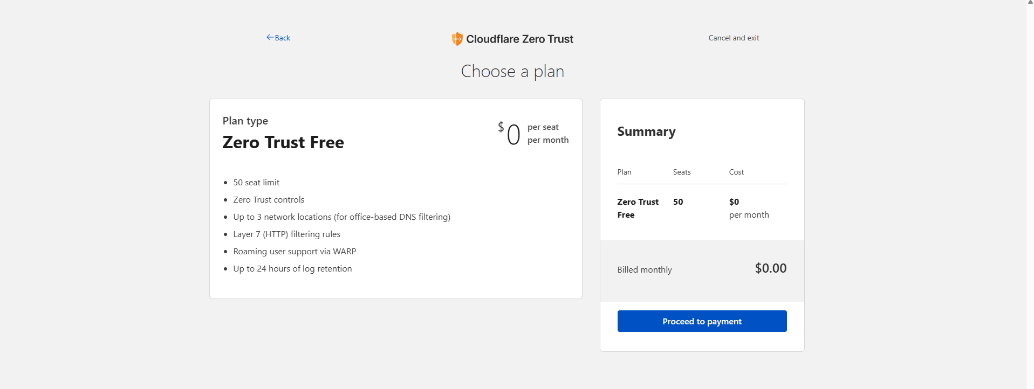 ←Back
Cloudflare Zero Trust
Cancel and exit
Choose a plan
Plan type
Zero Trust Free
$0 per seat
per month
50 seat limit
Zero Trust controls
Up to 3 network locations (for office-based DNS filtering)
Layer 7 (HTTP) filtering rules
Roaming user support via WARP
Up to 24 hours of log retention
Summary
Plan Seats Cost
Zero Trust 50 $0
Free per month
Billed monthly $0.00
Proceed to payment